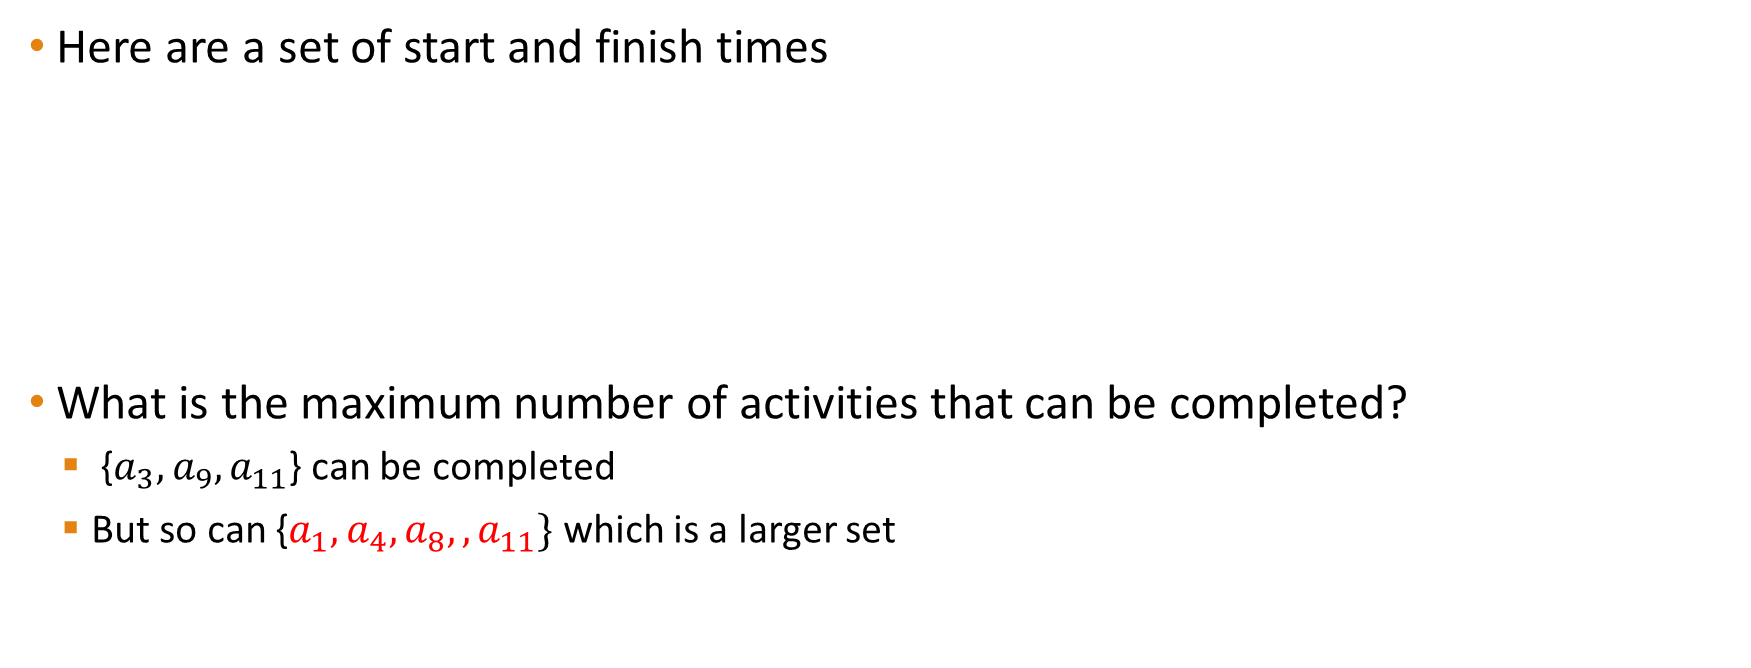 • Here are a set of start and finish times
• What is the maximum number of activities that can be completed?
▪ {a₃, a₉, a₁₁} can be completed
▪ But so can {a₁, a₄, a₈, , a₁₁} which is a larger set